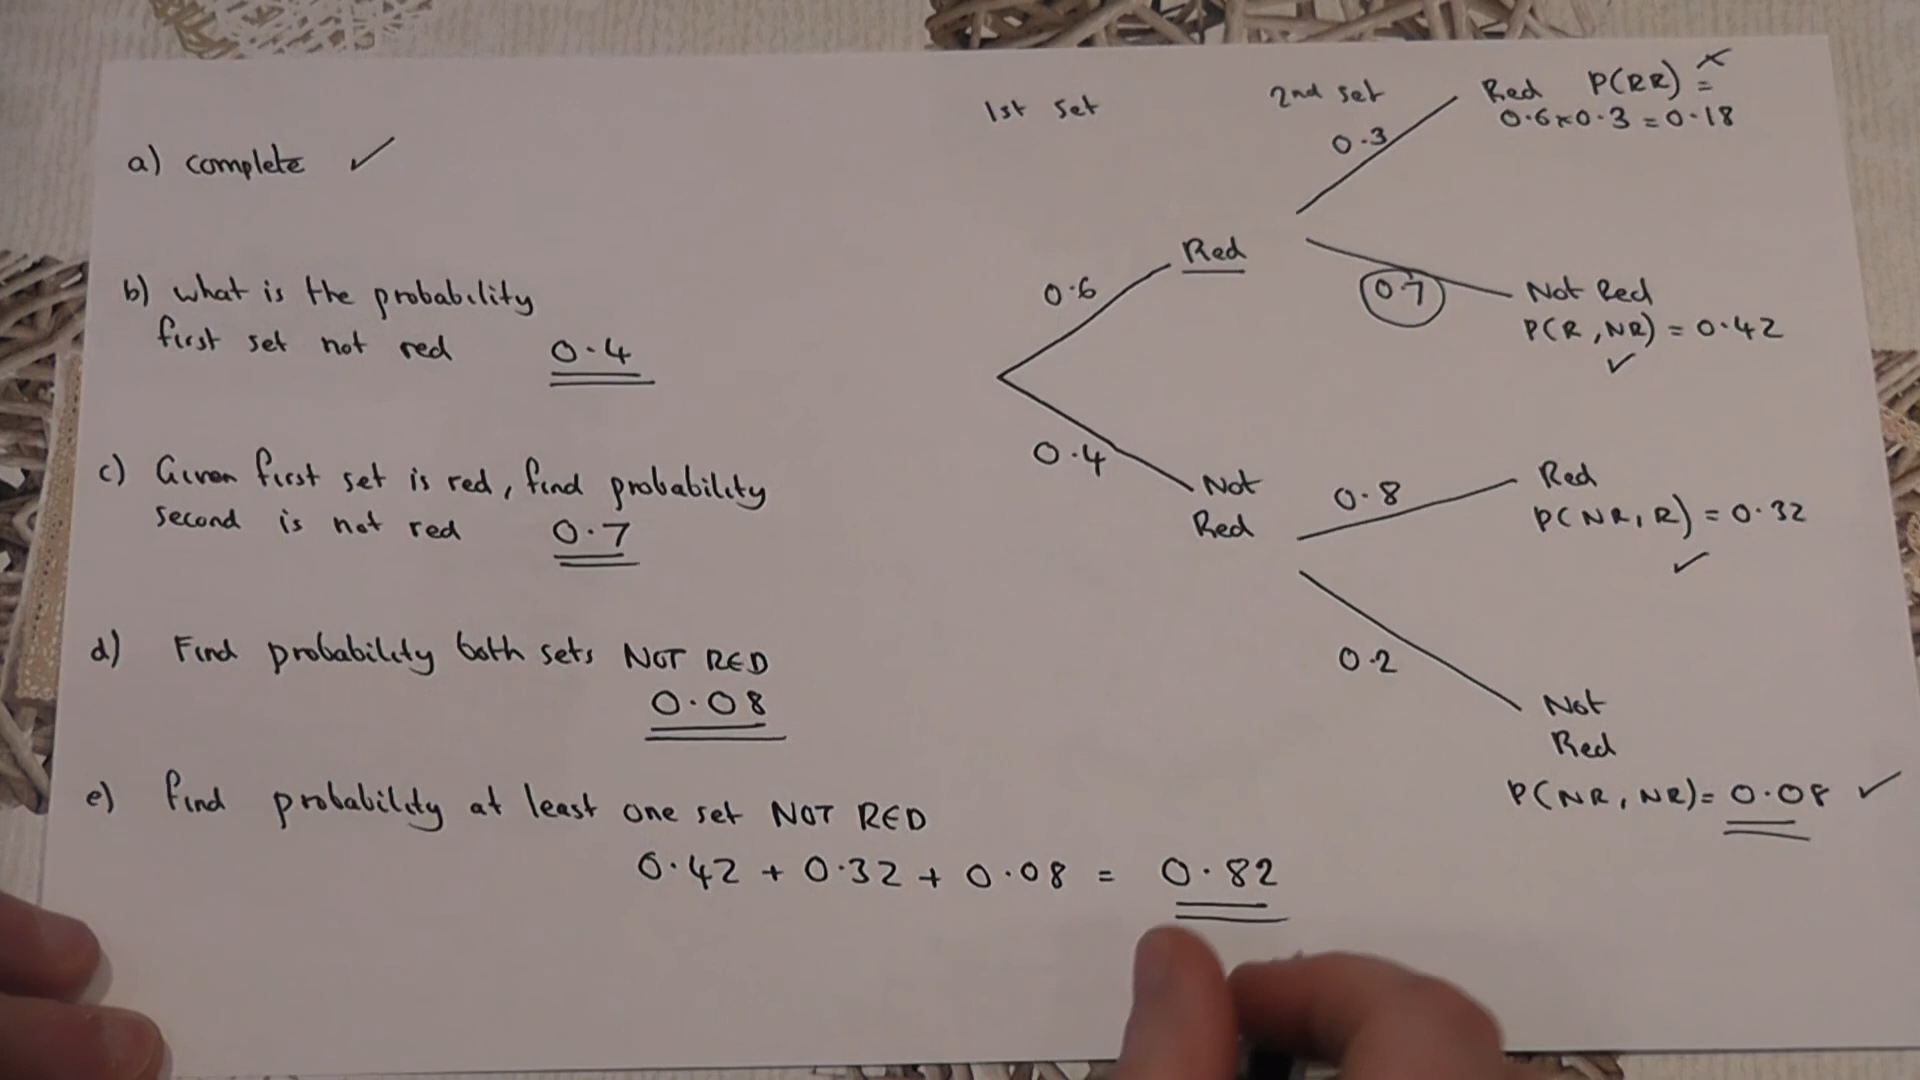 a) complete ✓
b) what is the probability
first set not red 0.4
c) Given first set is red, find probability
second is not red 0.7
d) Find probability both sets NOT RED
0.08
e) find probability at least one set NOT RED
0.42 + 0.32 + 0.08 = 0.82
1st set
2nd set
0.6
Red
0.4
Not
Red
0.3
Red P(RR) = ×
0.6×0.3 = 0.18
0.7
Not Red
P(R, NR) = 0.42
✓
0.8
Red
P(NR, R) = 0.32
✓
0.2
Not
Red
P(NR, NR) = 0.08 ✓